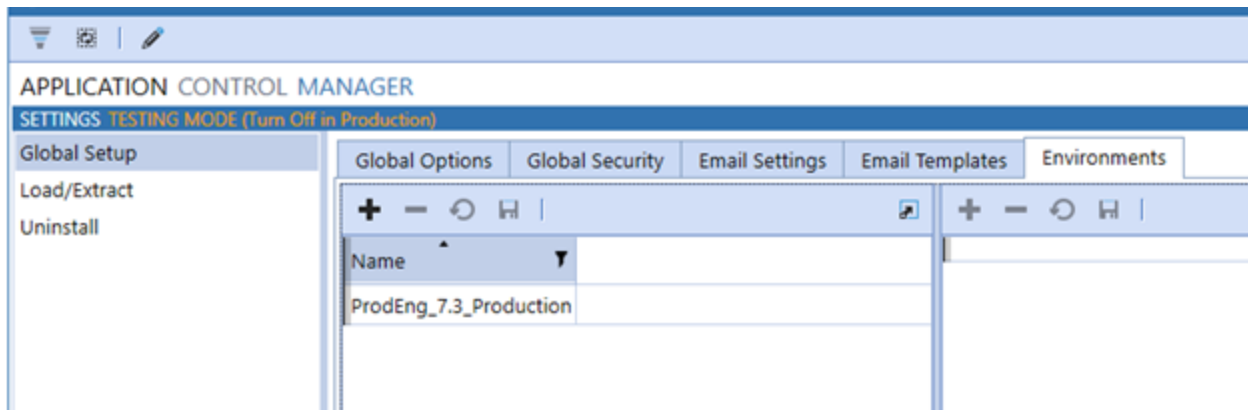 APPLICATION CONTROL MANAGER
SETTINGS TESTING MODE (Turn Off in Production)
Global Setup
Load/Extract
Uninstall
Global Options Global Security Email Settings Email Templates Environments
Name
ProdEng_7.3_Production